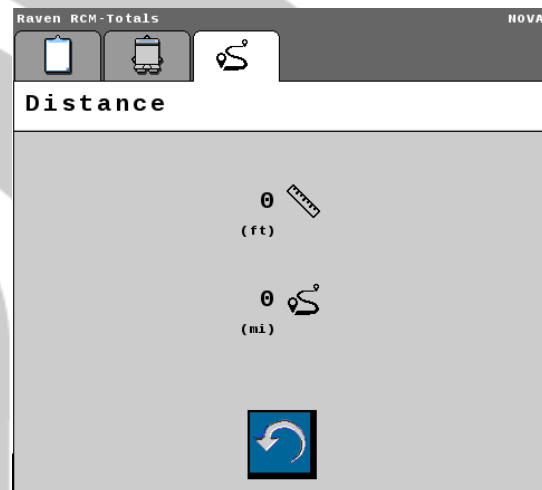 Raven RCM-Totals NOVA
Distance
0
(ft)
0
(mi)